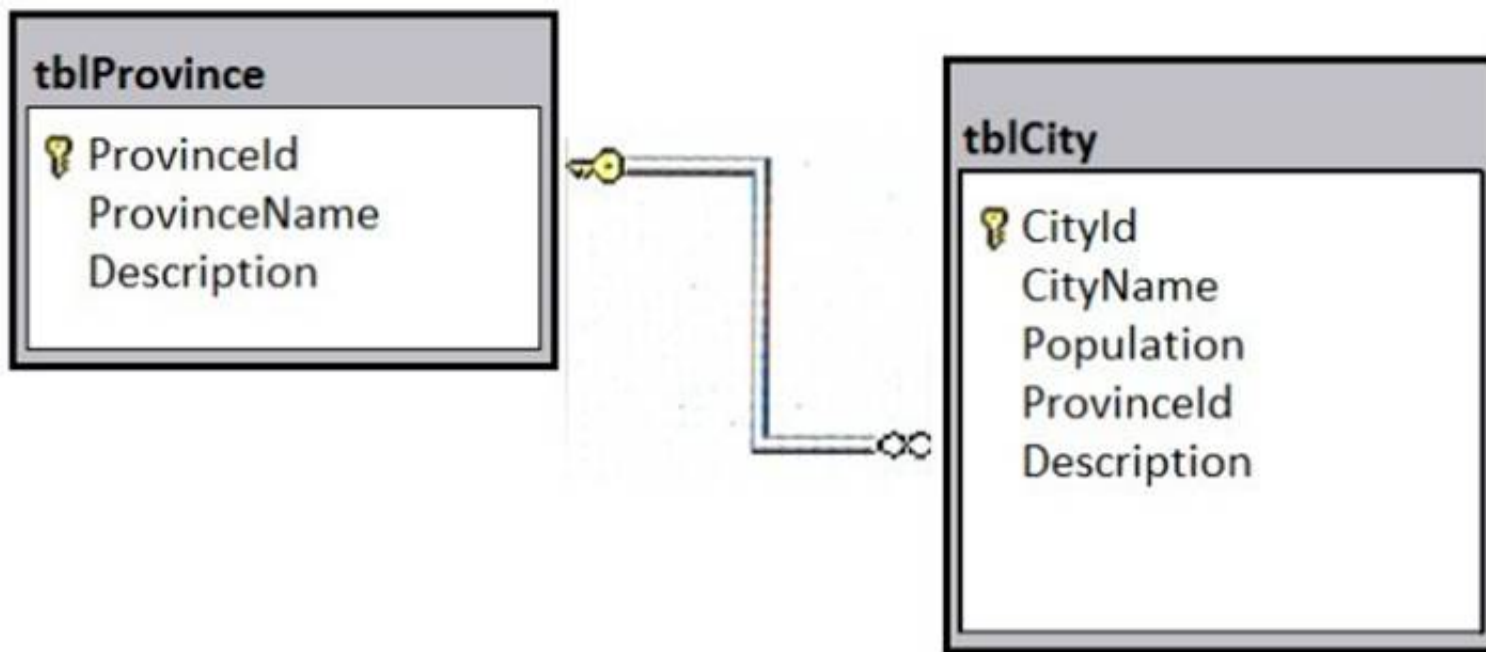 tblProvince
ProvinceId
ProvinceName
Description
tblCity
CityId
CityName
Population
ProvinceId
Description